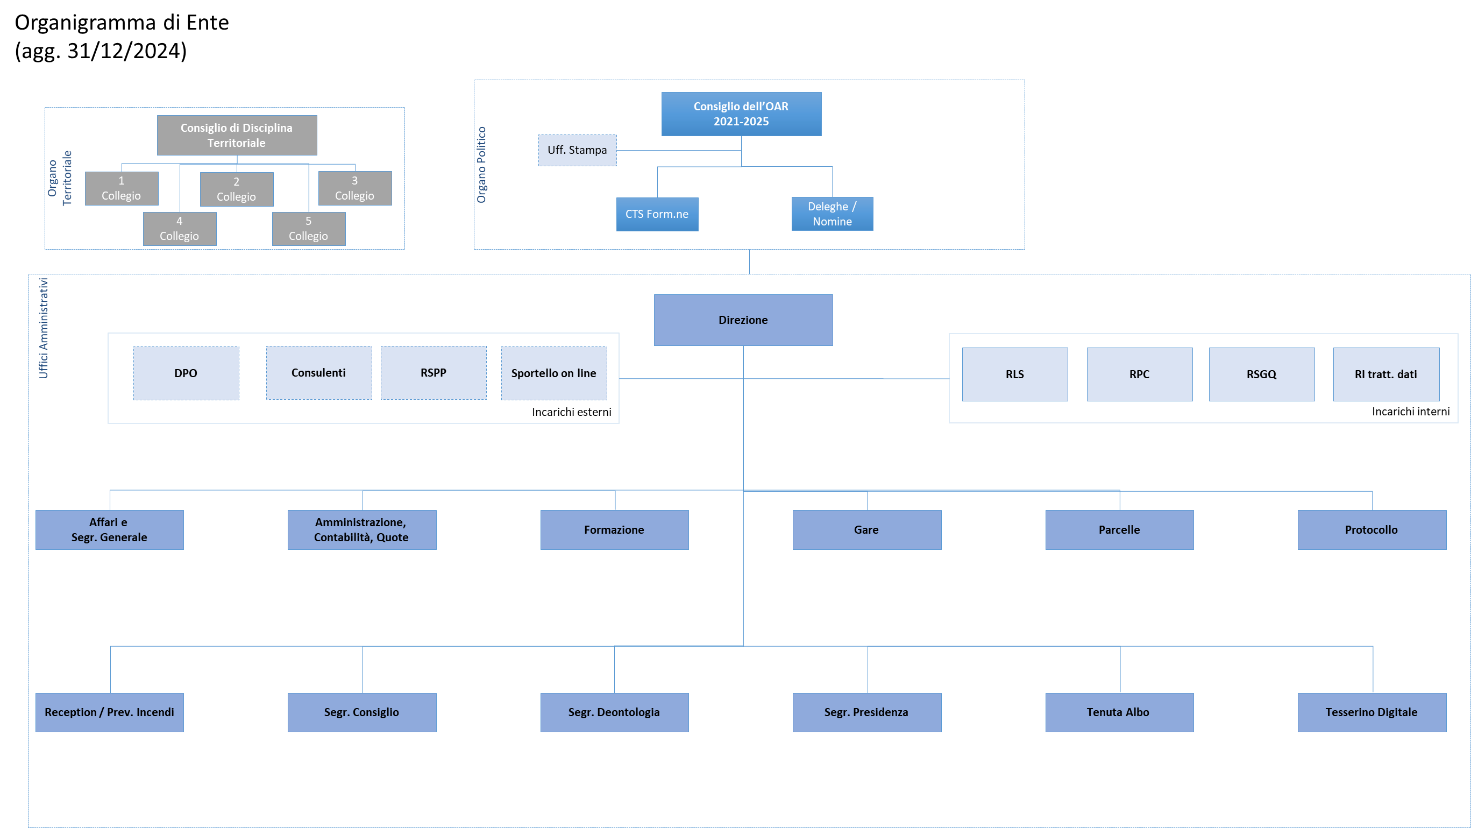 Organigramma di Ente
(agg. 31/12/2024)
Organo
Territoriale
Consiglio di Disciplina
Territoriale
1
Collegio
2
Collegio
3
Collegio
4
Collegio
5
Collegio
Organo Politico
Consiglio dell'OAR
2021-2025
Uff. Stampa
CTS Form.ne
Deleghe /
Nomine
Uffici Amministrativi
Direzione
DPO
Consulenti
RSPP
Sportello on line
Incarichi esterni
RLS
RPC
RSGQ
RI tratt. dati
Incarichi interni
Affari e
Segr. Generale
Amministrazione,
Contabilità, Quote
Formazione
Gare
Parcelle
Protocollo
Reception / Prev. Incendi
Segr. Consiglio
Segr. Deontologia
Segr. Presidenza
Tenuta Albo
Tesserino Digitale